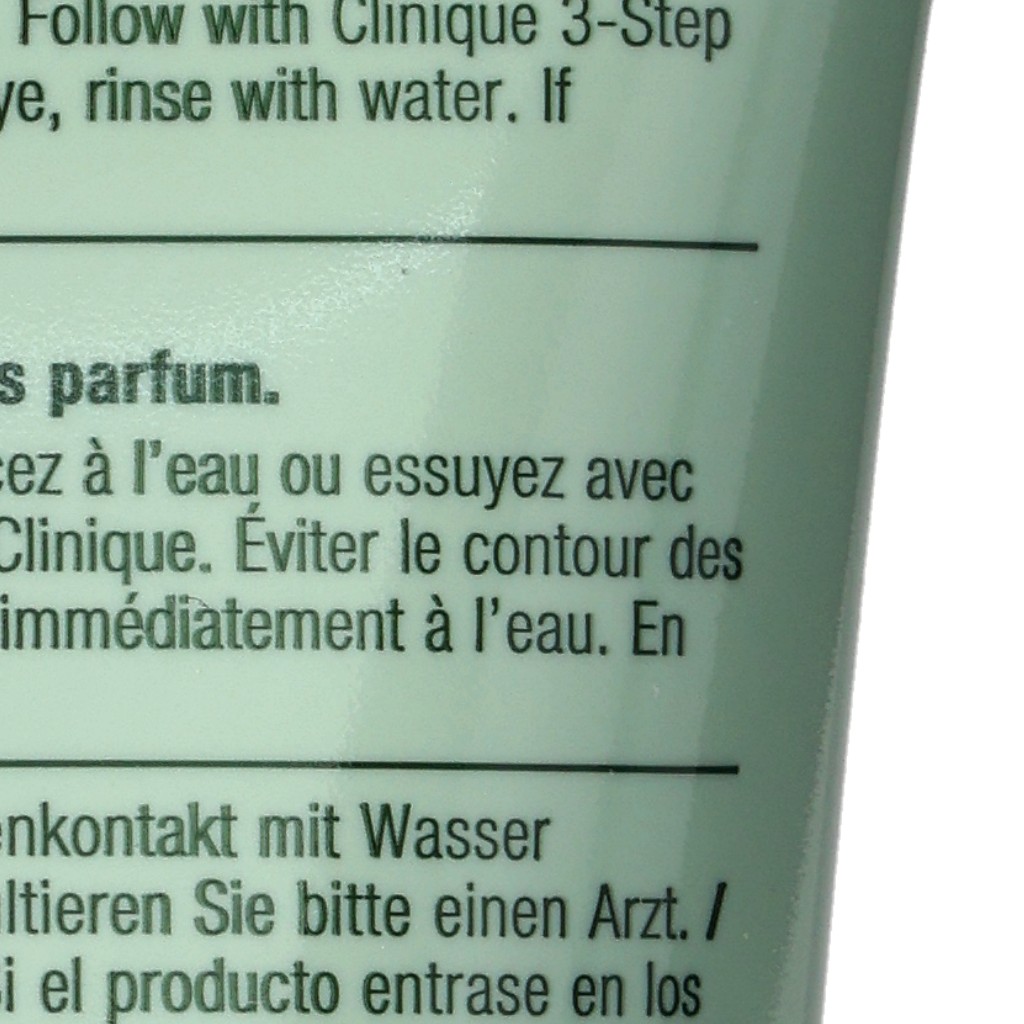 Follow with Clinique 3-Step
ye, rinse with water. If
s parfum.
cez à l’eau ou essuyez avec
Clinique. Éviter le contour des
immédiatement à l’eau. En
enkontakt mit Wasser
ltieren Sie bitte einen Arzt. /
Si el producto entrase en los